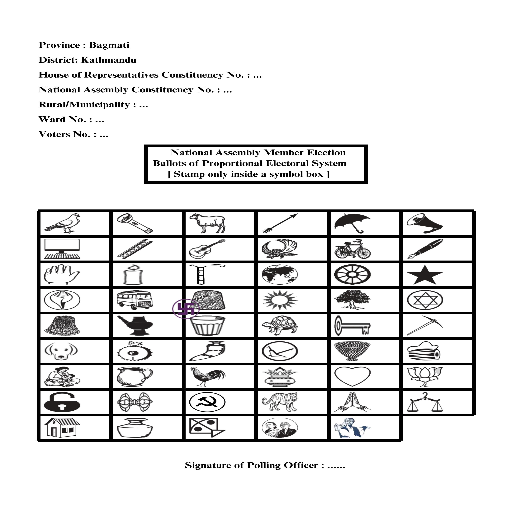 Province : Bagmati
District: Kathmandu
House of Representatives Constituency No. : ...
National Assembly Constituency No. : ...
Rural/Municipality : ...
Ward No. : ...
Voters No. : ...
National Assembly Member Election
Ballots of Proportional Electoral System
[ Stamp only inside a symbol box ]
Signature of Polling Officer : ......